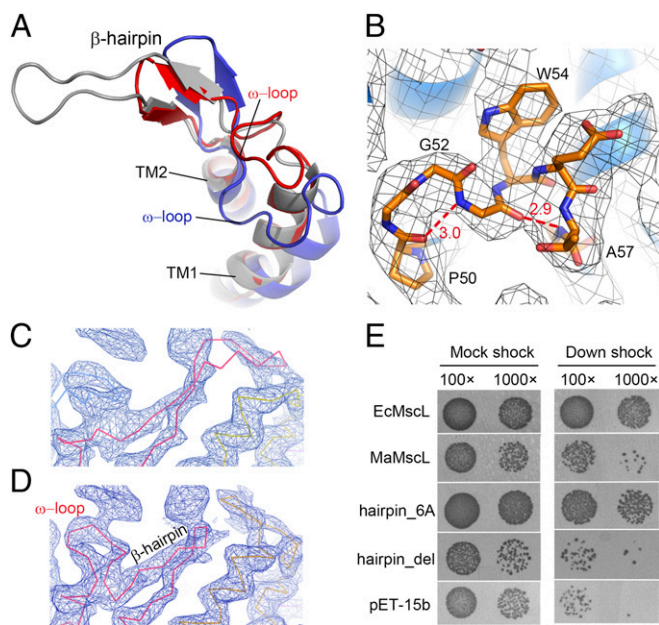 A
β-hairpin
ω-loop
TM2
ω-loop
TM1
B
W54
G52
2.9
3.0
A57
P50
C
D
ω-loop
β-hairpin
E
Mock shock Down shock
100× 1000× 100× 1000×
EcMscL
MaMscL
hairpin_6A
hairpin_del
pET-15b